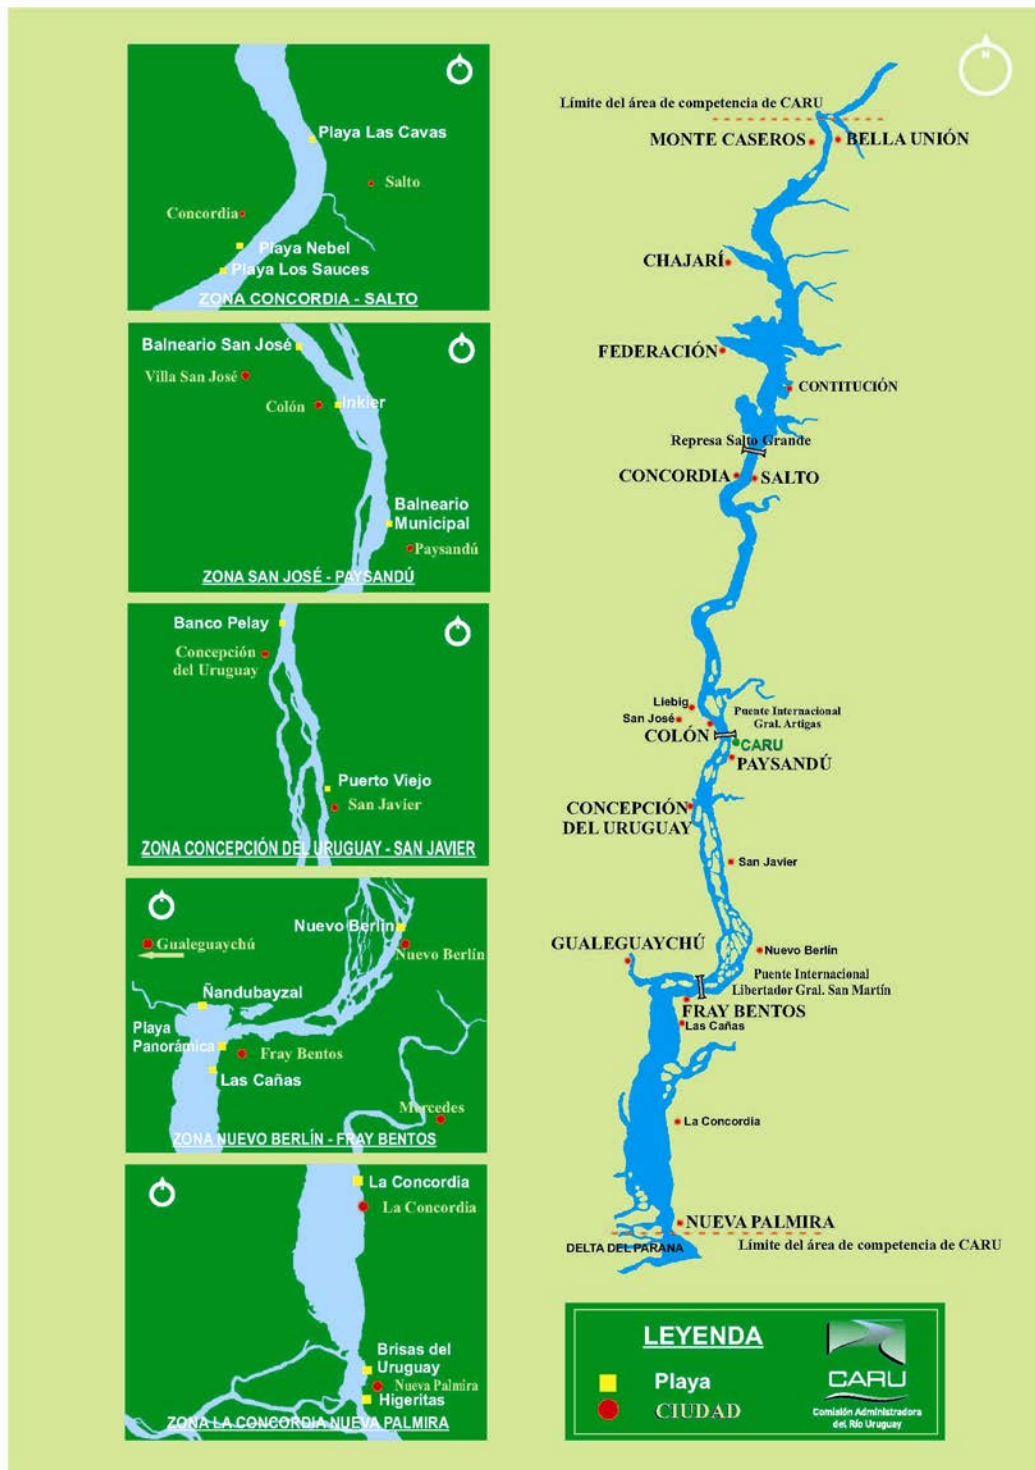 Playa Las Cavas
Salto
Concordia
Playa Nebel
Playa Los Sauces
ZONA CONCORDIA - SALTO
Balneario San José
Villa San José
Colón
Inkier
Balneario
Municipal
Paysandú
ZONA SAN JOSÉ - PAYSANDÚ
Banco Pelay
Concepción
del Uruguay
Puerto Viejo
San Javier
ZONA CONCEPCIÓN DEL URUGUAY - SAN JAVIER
Nuevo Berlín
Gualeguaychú
Nuevo Berlín
Ñandubayzal
Playa
Panorámica
Fray Bentos
Las Cañas
Mercedes
ZONA NUEVO BERLÍN - FRAY BENTOS
La Concordia
La Concordia
Brisas del
Uruguay
Nueva Palmira
Higeritas
ZONA LA CONCORDIA NUEVA PALMIRA
N
Límite del área de competencia de CARU
MONTE CASEROS
BELLA UNIÓN
CHAJARÍ
FEDERACIÓN
CONTITUCIÓN
Represa Salto Grande
CONCORDIA
SALTO
Liebig
San José
Puente Internacional
Gral. Artigas
COLÓN
CARU
PAYSANDÚ
CONCEPCIÓN
DEL URUGUAY
San Javier
GUALEGUAYCHÚ
Nuevo Berlín
Puente Internacional
Libertador Gral. San Martín
FRAY BENTOS
Las Cañas
La Concordia
NUEVA PALMIRA
DELTA DEL PARANA
Límite del área de competencia de CARU
LEYENDA
Playa
CIUDAD
CARU
Comisión Administradora
del Río Uruguay